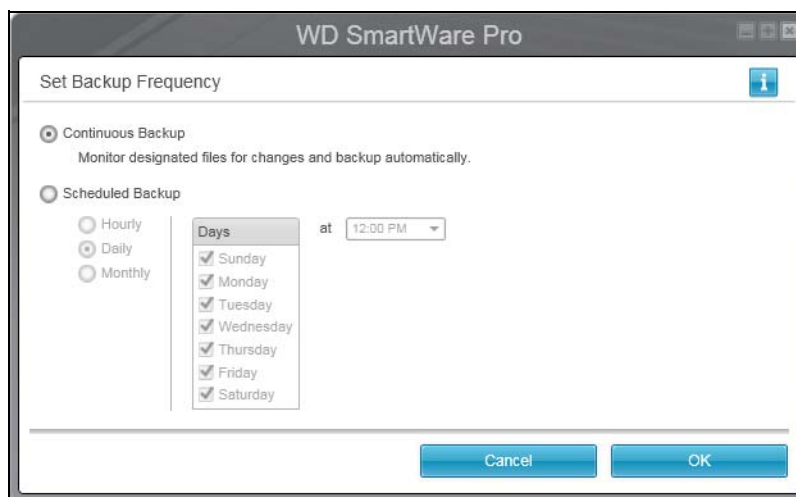 WD SmartWare Pro
Set Backup Frequency
i
Continuous Backup
Monitor designated files for changes and backup automatically.
Scheduled Backup
Hourly
Daily
Monthly
Days
Sunday
Monday
Tuesday
Wednesday
Thursday
Friday
Saturday
at 12:00 PM
Cancel OK